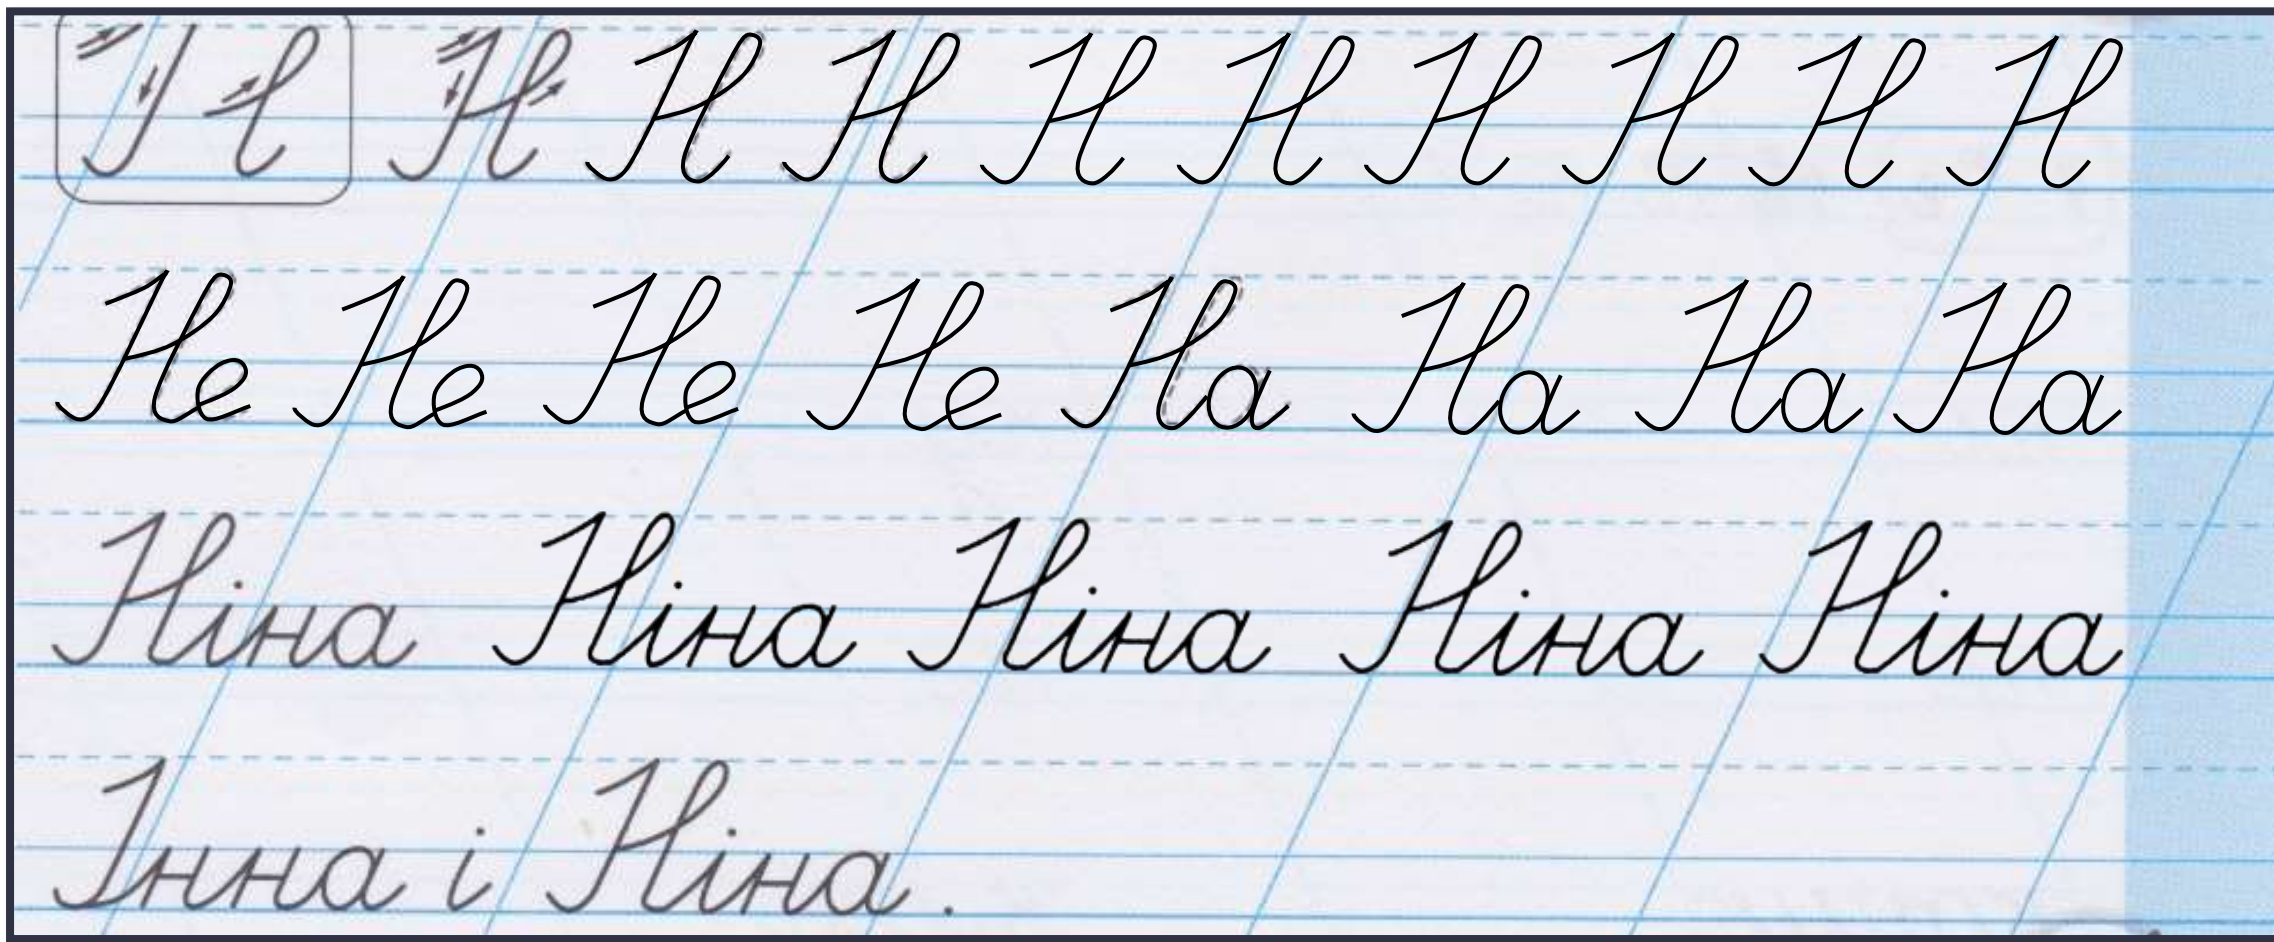 Н Н Н Н Н Н Н Н Н
Не Не Не Не На На На На
Ніна Ніна Ніна Ніна Ніна
Інна і Ніна.